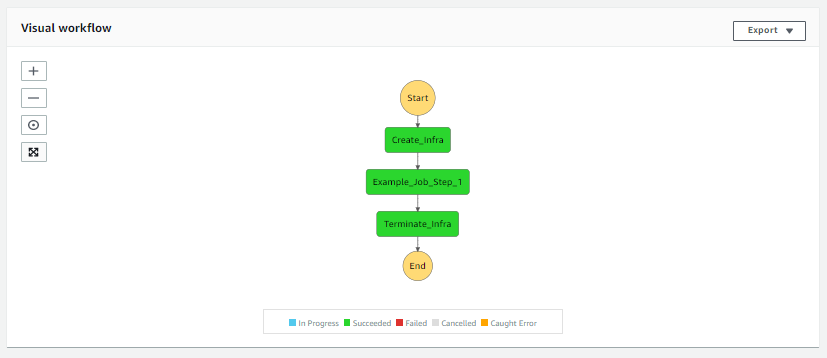 Visual workflow
Export
Start
Create_Infra
Example_Job_Step_1
Terminate_Infra
End
In Progress Succeeded Failed Cancelled Caught Error